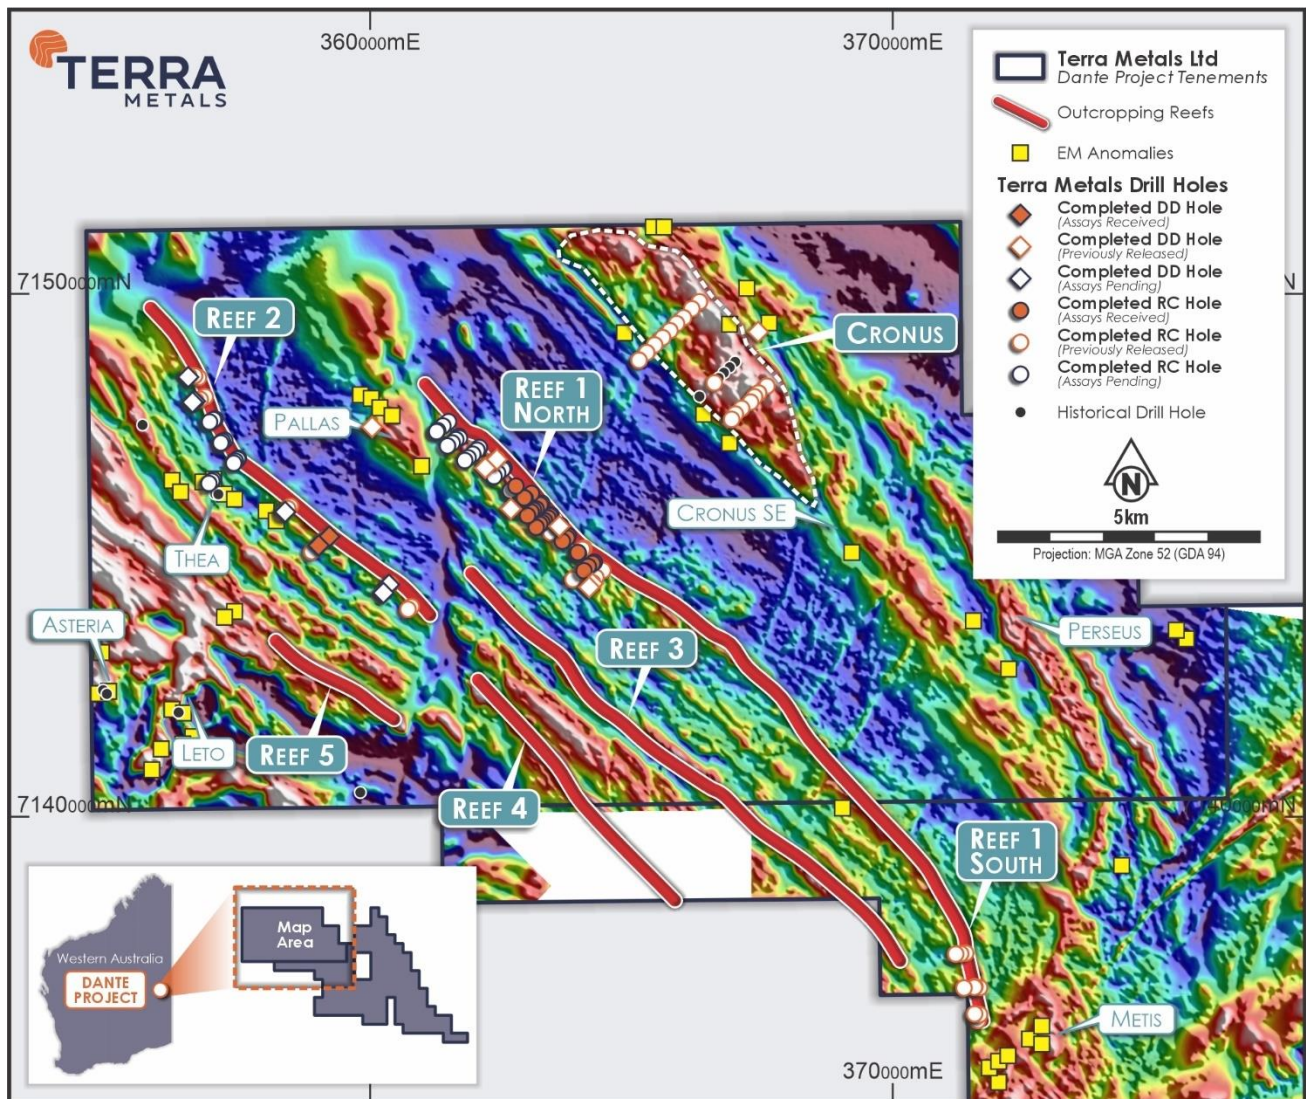 360000mE
370000mE
TERRA
METALS
Terra Metals Ltd
Dante Project Tenements
Outcropping Reefs
EM Anomalies
Terra Metals Drill Holes
Completed DD Hole
(Assays Received)
Completed DD Hole
(Previously Released)
Completed DD Hole
(Assays Pending)
Completed RC Hole
(Assays Received)
Completed RC Hole
(Previously Released)
Completed RC Hole
(Assays Pending)
Historical Drill Hole
N
5km
Projection: MGA Zone 52 (GDA 94)
7150000mN
N
REEF 2
CRONUS
REEF 1
NORTH
PALLAS
CRONUS SE
THEA
ASTERIA
PERSEUS
REEF 3
LETO
REEF 5
REEF 4
7140000mN
REEF 1
SOUTH
Map
Area
Western Australia
DANTE
PROJECT
METIS
370000mE